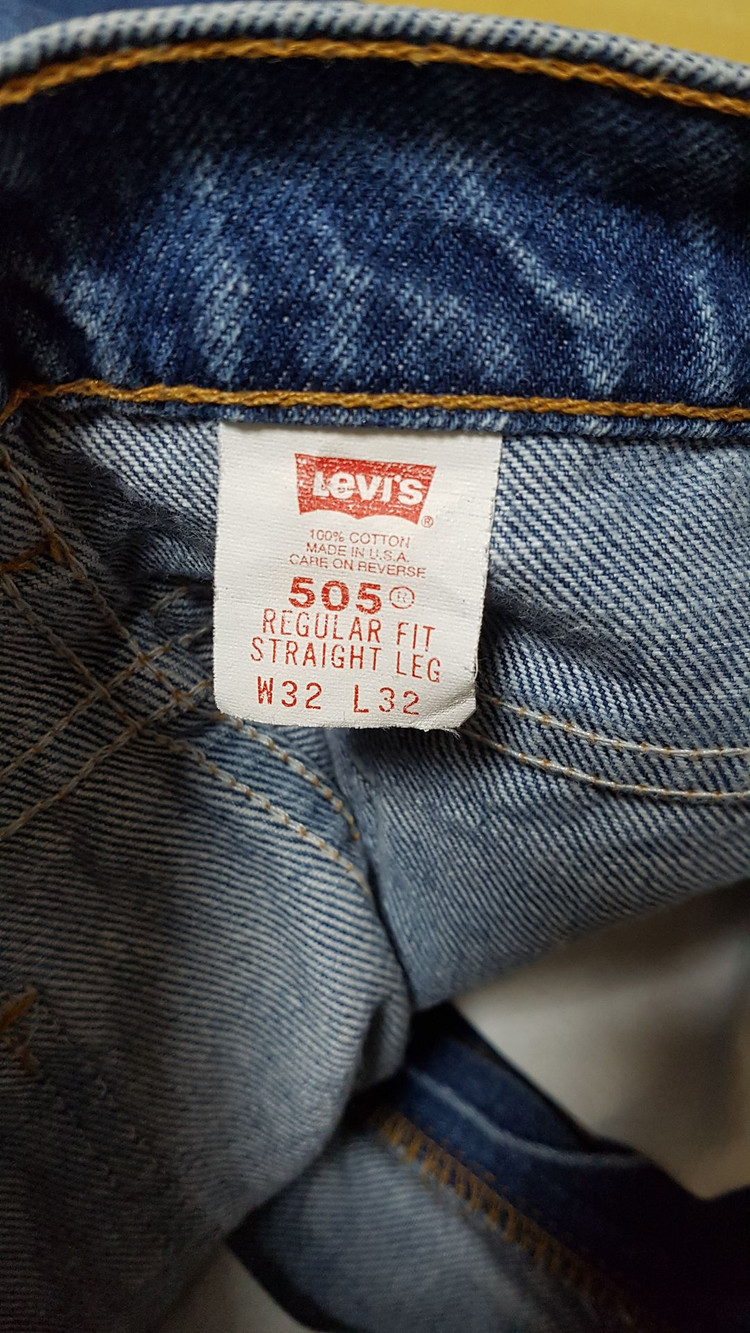 Levi's ®
100% COTTON
MADE IN U.S.A.
CARE ON REVERSE
505 ®
REGULAR FIT
STRAIGHT LEG
W32 L32